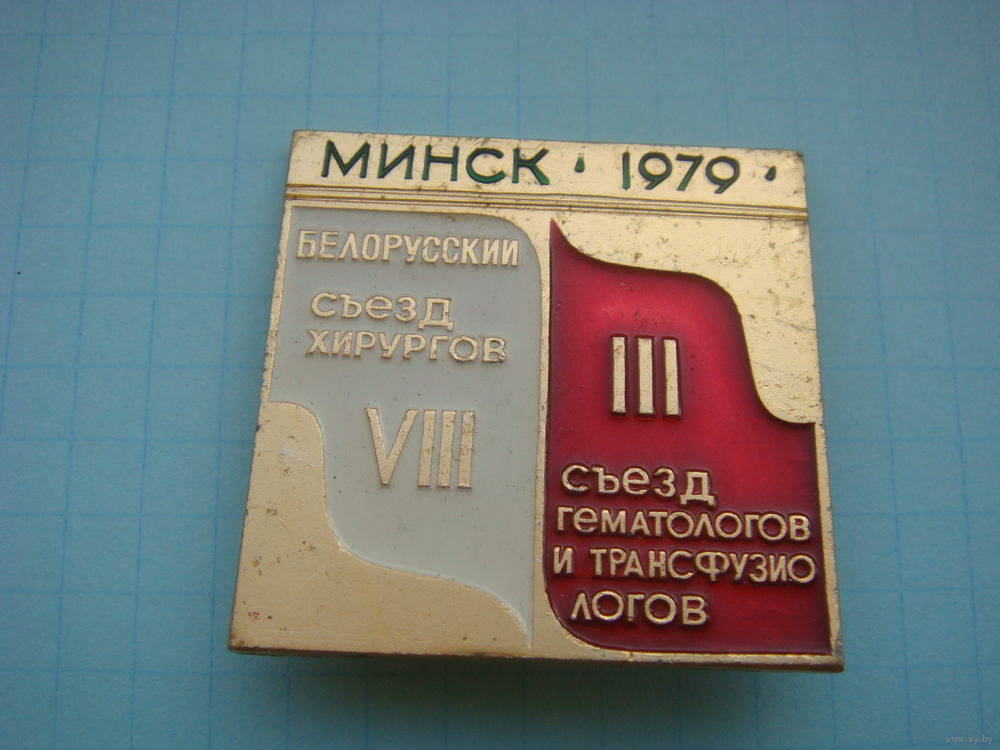 МИНСК · 1979 ·
БЕЛОРУССКИЙ
СЪЕЗД
ХИРУРГОВ
VIII
III
СЪЕЗД
ГЕМАТОЛОГОВ
И ТРАНСФУЗИО
ЛОГОВ
www.ay.by